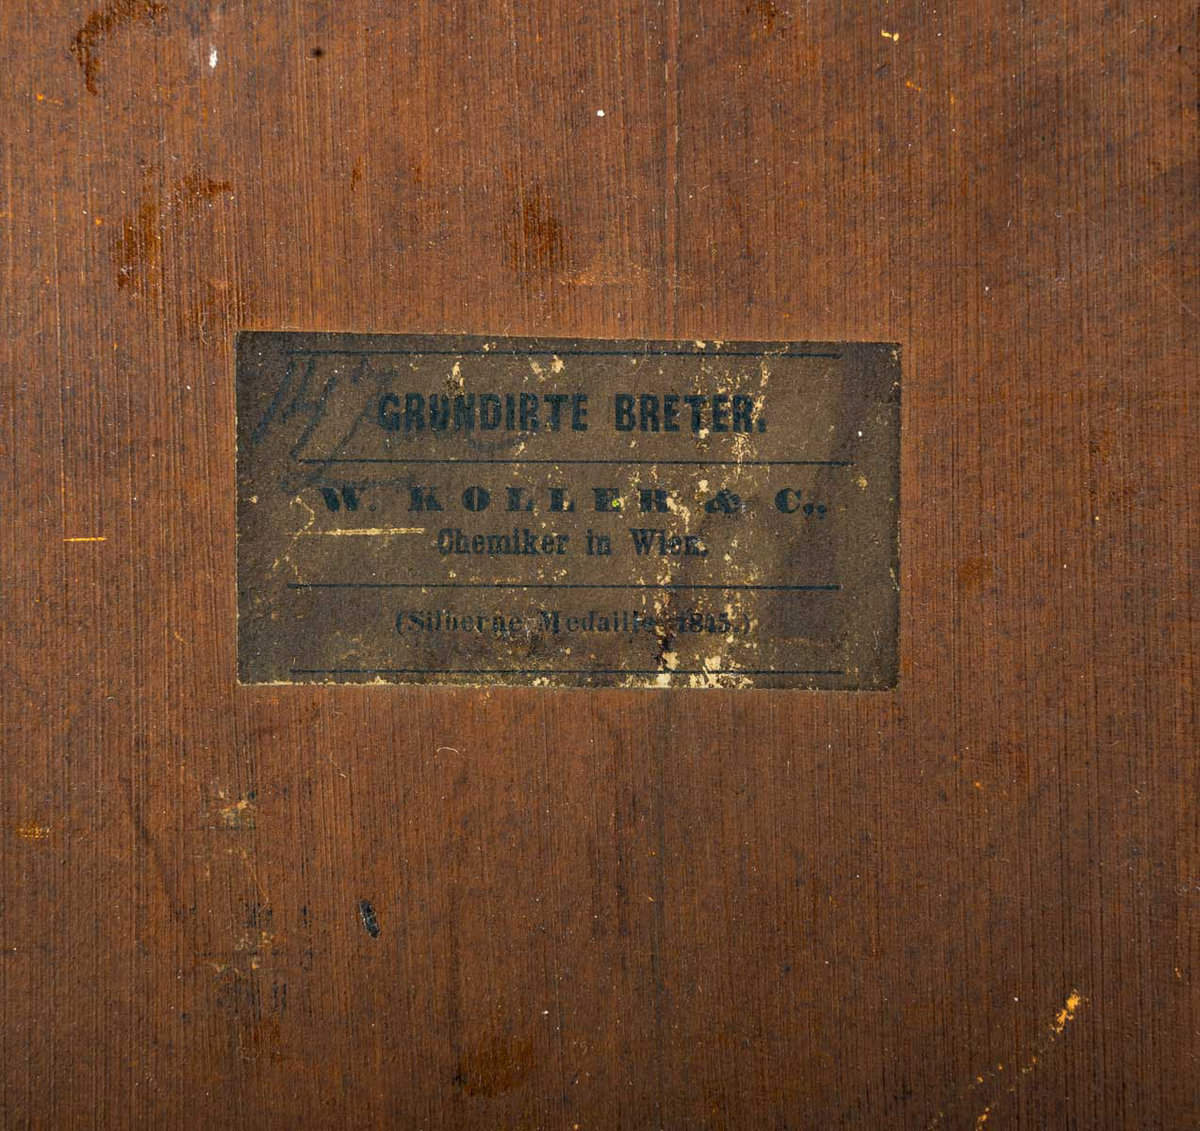 GRUNDIRTE BRETER.
W. KOLLER & C.,
Chemiker in Wien.
(Silberne Medaille 1845.)